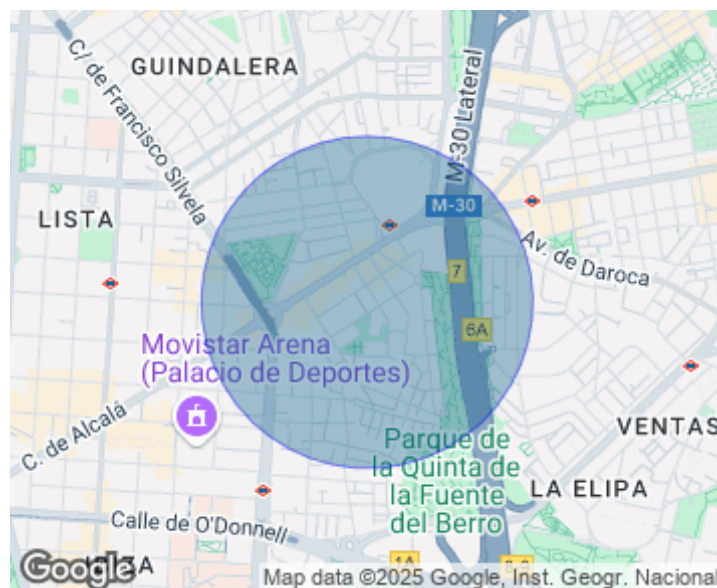 GUINDALERA
C/ de Francisco Silvela
M-30 Lateral
LISTA
M-30
Av. de Daroca
7
6A
Movistar Arena
(Palacio de Deportes)
C. de Alcalá
Parque de
la Quinta de
la Fuente
del Berro
VENTAS
LA ELIPA
Calle de O'Donnell
1A
Google
Map data ©2025 Google, Inst. Geogr. Nacional